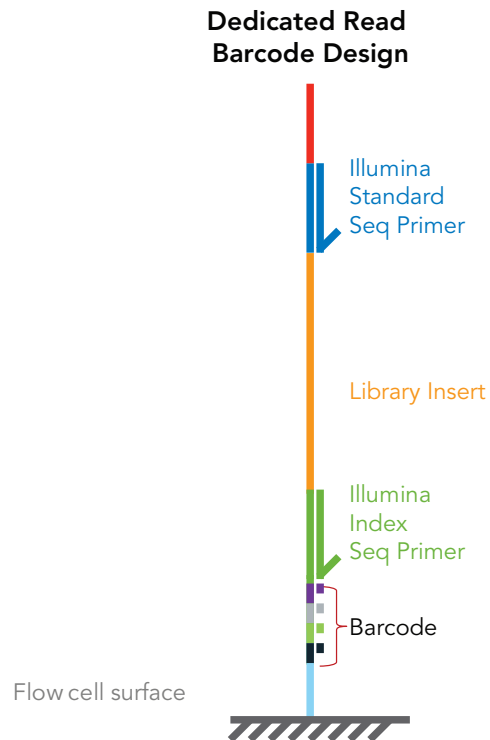 Dedicated Read
Barcode Design
Illumina
Standard
Seq Primer
Library Insert
Illumina
Index
Seq Primer
Barcode
Flow cell surface